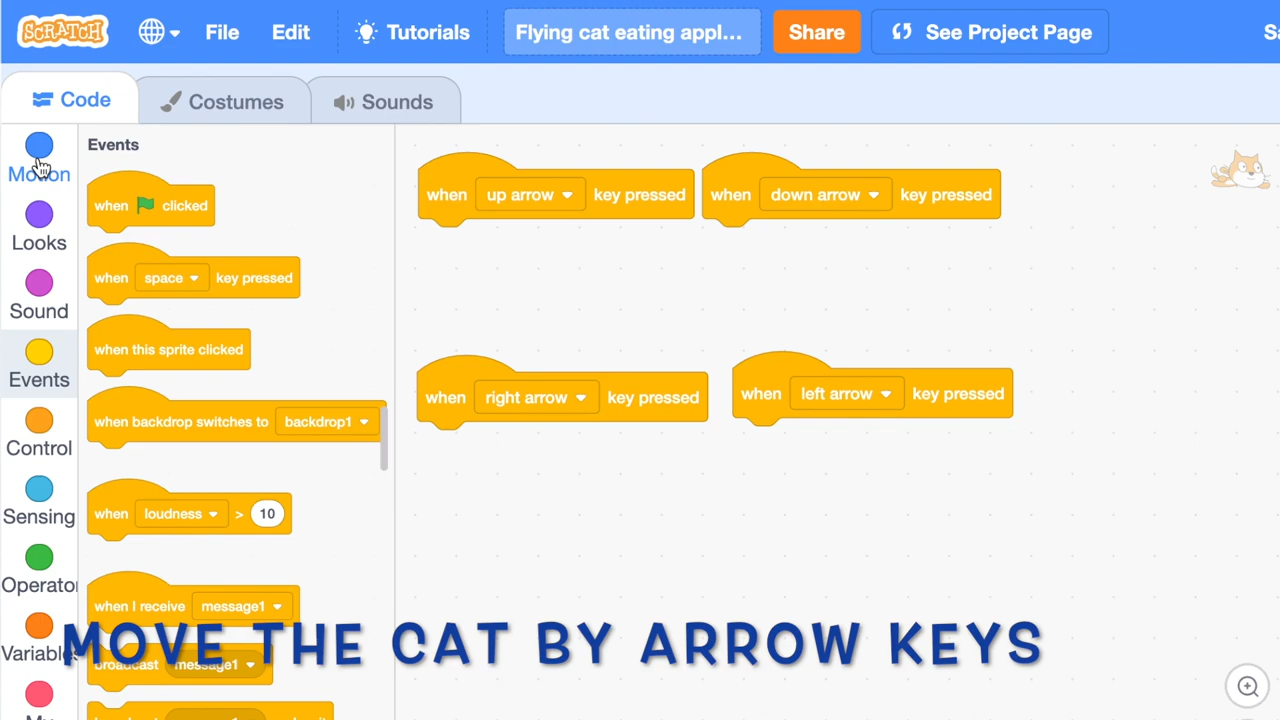 SCRATCH File Edit Tutorials Flying cat eating appl... Share See Project Page
Code Costumes Sounds
Motion
Looks
Sound
Events
Control
Sensing
Events
when clicked
when space key pressed
when this sprite clicked
when backdrop switches to backdrop1
when loudness > 10
when I receive message1
broadcast message1
when up arrow key pressed
when down arrow key pressed
when right arrow key pressed
when left arrow key pressed
MOVE THE CAT BY ARROW KEYS